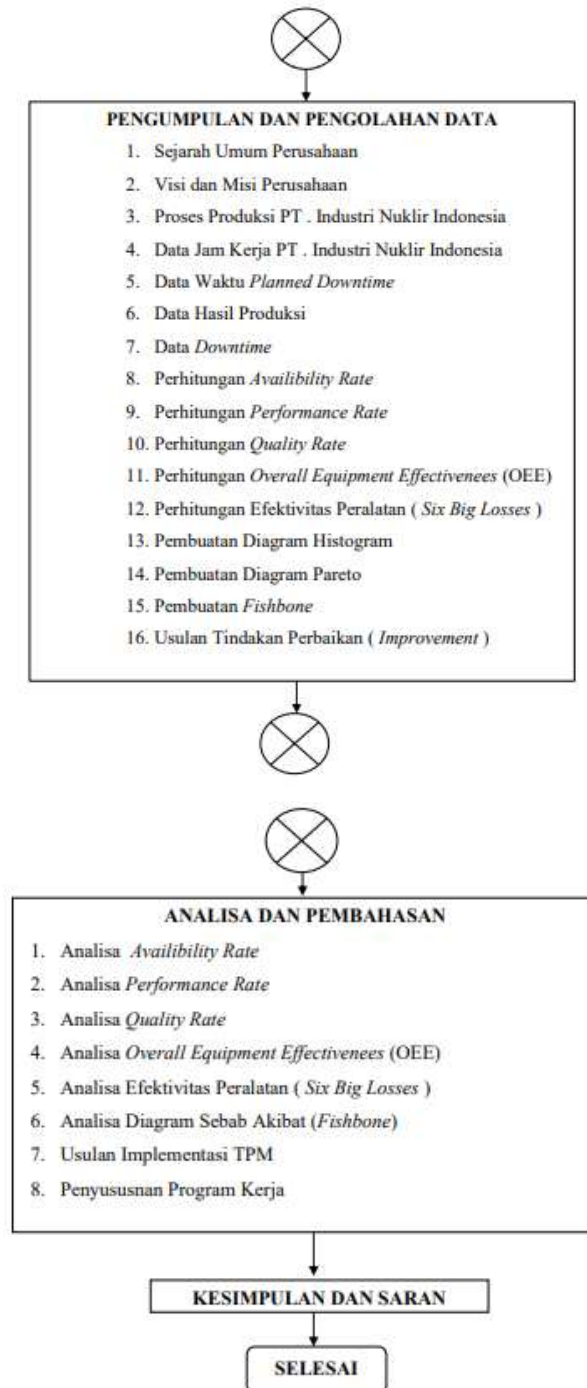 PENGUMPULAN DAN PENGOLAHAN DATA
1. Sejarah Umum Perusahaan
2. Visi dan Misi Perusahaan
3. Proses Produksi PT . Industri Nuklir Indonesia
4. Data Jam Kerja PT . Industri Nuklir Indonesia
5. Data Waktu Planned Downtime
6. Data Hasil Produksi
7. Data Downtime
8. Perhitungan Availibility Rate
9. Perhitungan Performance Rate
10. Perhitungan Quality Rate
11. Perhitungan Overall Equipment Effectivenees (OEE)
12. Perhitungan Efektivitas Peralatan ( Six Big Losses )
13. Pembuatan Diagram Histogram
14. Pembuatan Diagram Pareto
15. Pembuatan Fishbone
16. Usulan Tindakan Perbaikan ( Improvement )
ANALISA DAN PEMBAHASAN
1. Analisa Availibility Rate
2. Analisa Performance Rate
3. Analisa Quality Rate
4. Analisa Overall Equipment Effectivenees (OEE)
5. Analisa Efektivitas Peralatan ( Six Big Losses )
6. Analisa Diagram Sebab Akibat (Fishbone)
7. Usulan Implementasi TPM
8. Penyususnan Program Kerja
KESIMPULAN DAN SARAN
SELESAI